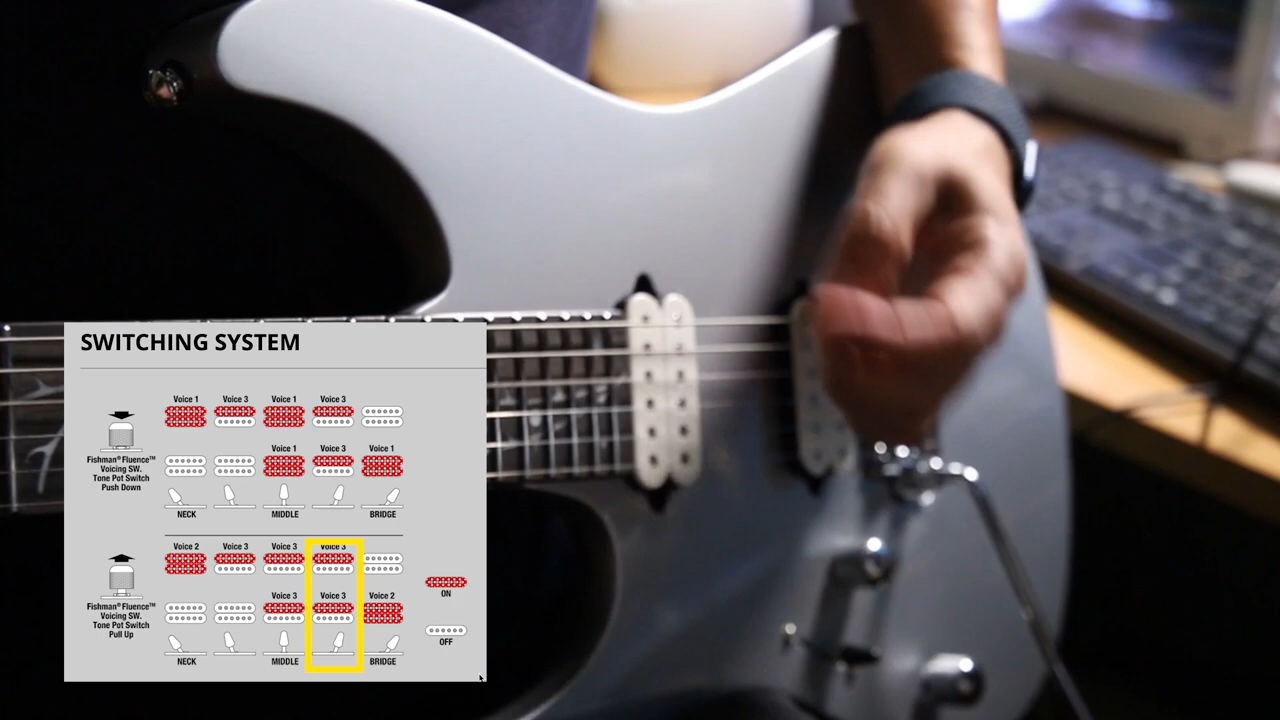 SWITCHING SYSTEM
Voice 1 Voice 3 Voice 1 Voice 3
Voice 1 Voice 3 Voice 1
Fishman® Fluence™
Voicing SW.
Tone Pot Switch
Push Down
NECK MIDDLE BRIDGE
Voice 2 Voice 3 Voice 3 Voice 3
Voice 3 Voice 3 Voice 2
Fishman® Fluence™
Voicing SW.
Tone Pot Switch
Pull Up
NECK MIDDLE BRIDGE
ON
OFF